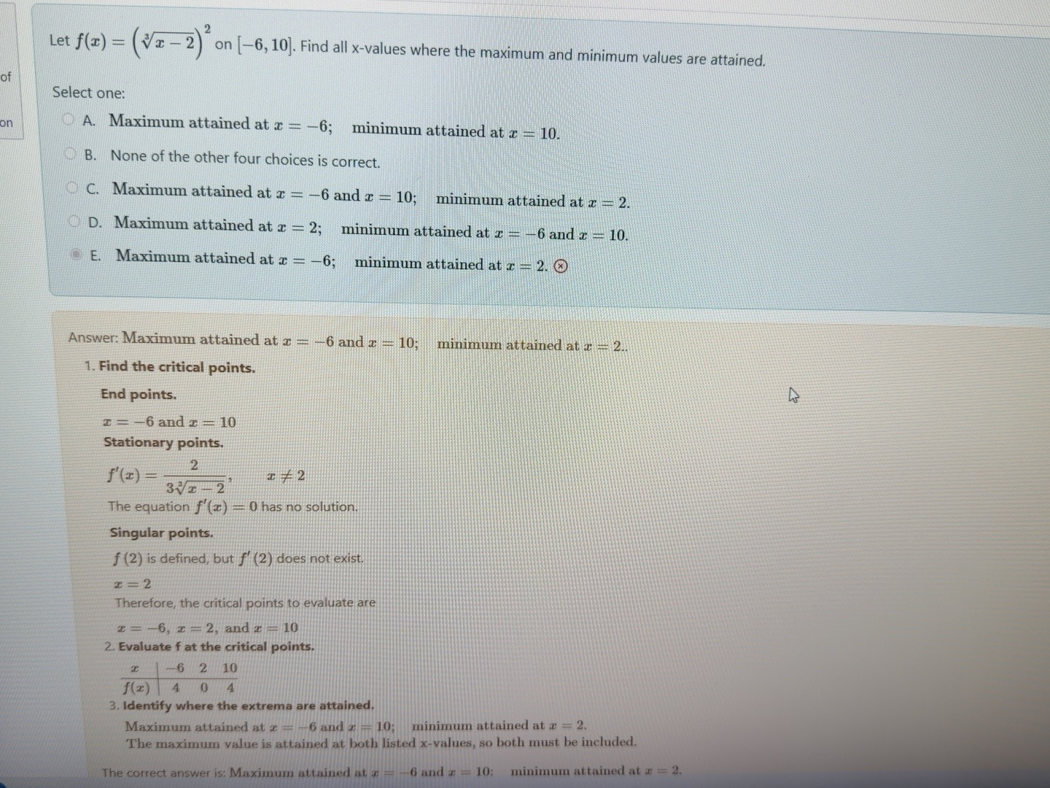 of
on
Let f(x) = (∛(x − 2))² on [−6, 10]. Find all x-values where the maximum and minimum values are attained.
Select one:
A. Maximum attained at x = −6; minimum attained at x = 10.
B. None of the other four choices is correct.
C. Maximum attained at x = −6 and x = 10; minimum attained at x = 2.
D. Maximum attained at x = 2; minimum attained at x = −6 and x = 10.
E. Maximum attained at x = −6; minimum attained at x = 2.
Answer: Maximum attained at x = −6 and x = 10; minimum attained at x = 2..
1. Find the critical points.
End points.
x = −6 and x = 10
Stationary points.
f′(x) = 2/(3∛(x − 2)), x ≠ 2
The equation f′(x) = 0 has no solution.
Singular points.
f (2) is defined, but f′ (2) does not exist.
x = 2
Therefore, the critical points to evaluate are
x = −6, x = 2, and x = 10
2. Evaluate f at the critical points.
x | −6 2 10
f(x) | 4 0 4
3. Identify where the extrema are attained.
Maximum attained at x = −6 and x = 10; minimum attained at x = 2.
The maximum value is attained at both listed x-values, so both must be included.
The correct answer is: Maximum attained at x = −6 and x = 10; minimum attained at x = 2.